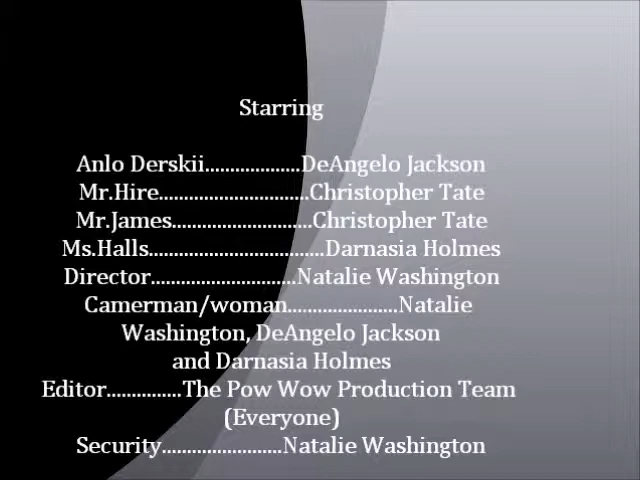 Starring
Anlo Derskii...................DeAngelo Jackson
Mr.Hire..............................Christopher Tate
Mr.James............................Christopher Tate
Ms.Halls...................................Darnasia Holmes
Director.............................Natalie Washington
Camerman/woman......................Natalie
Washington, DeAngelo Jackson
and Darnasia Holmes
Editor...............The Pow Wow Production Team
(Everyone)
Security........................Natalie Washington